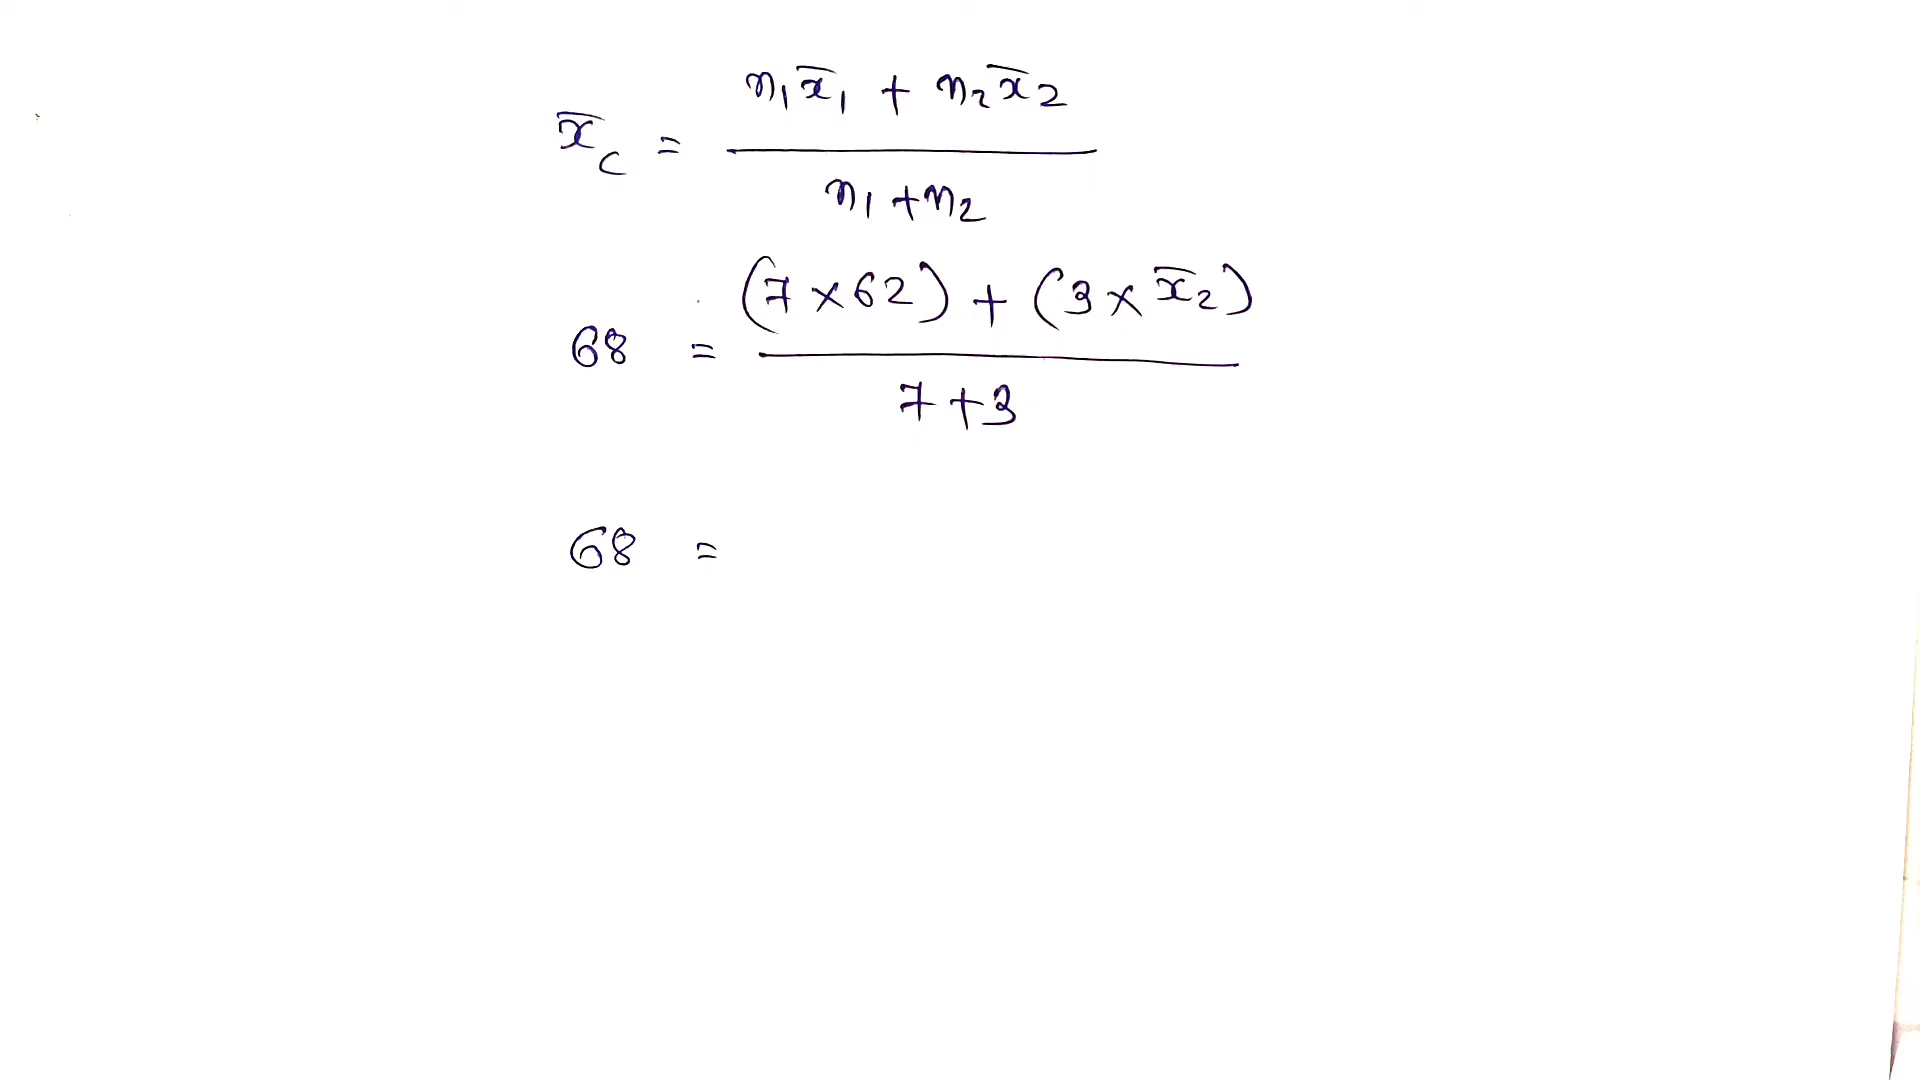 x̄c = (n1x̄1 + n2x̄2) / (n1 + n2)
68 = ((7 × 62) + (3 × x̄2)) / (7 + 3)
68 =